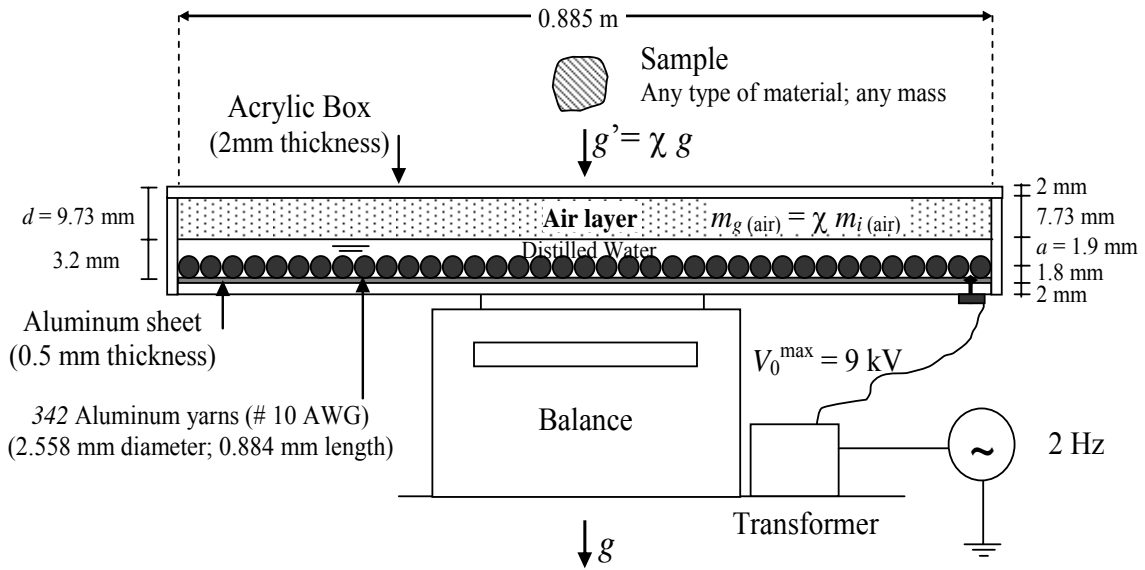 0.885 m
Sample
Any type of material; any mass
Acrylic Box
(2mm thickness)
g’= χ g
2 mm
d = 9.73 mm
Air layer m g (air) = χ m i (air)
7.73 mm
Distilled Water
a = 1.9 mm
3.2 mm
1.8 mm
2 mm
Aluminum sheet
(0.5 mm thickness)
V0 max = 9 kV
342 Aluminum yarns (# 10 AWG)
(2.558 mm diameter; 0.884 mm length)
Balance
~
2 Hz
Transformer
g